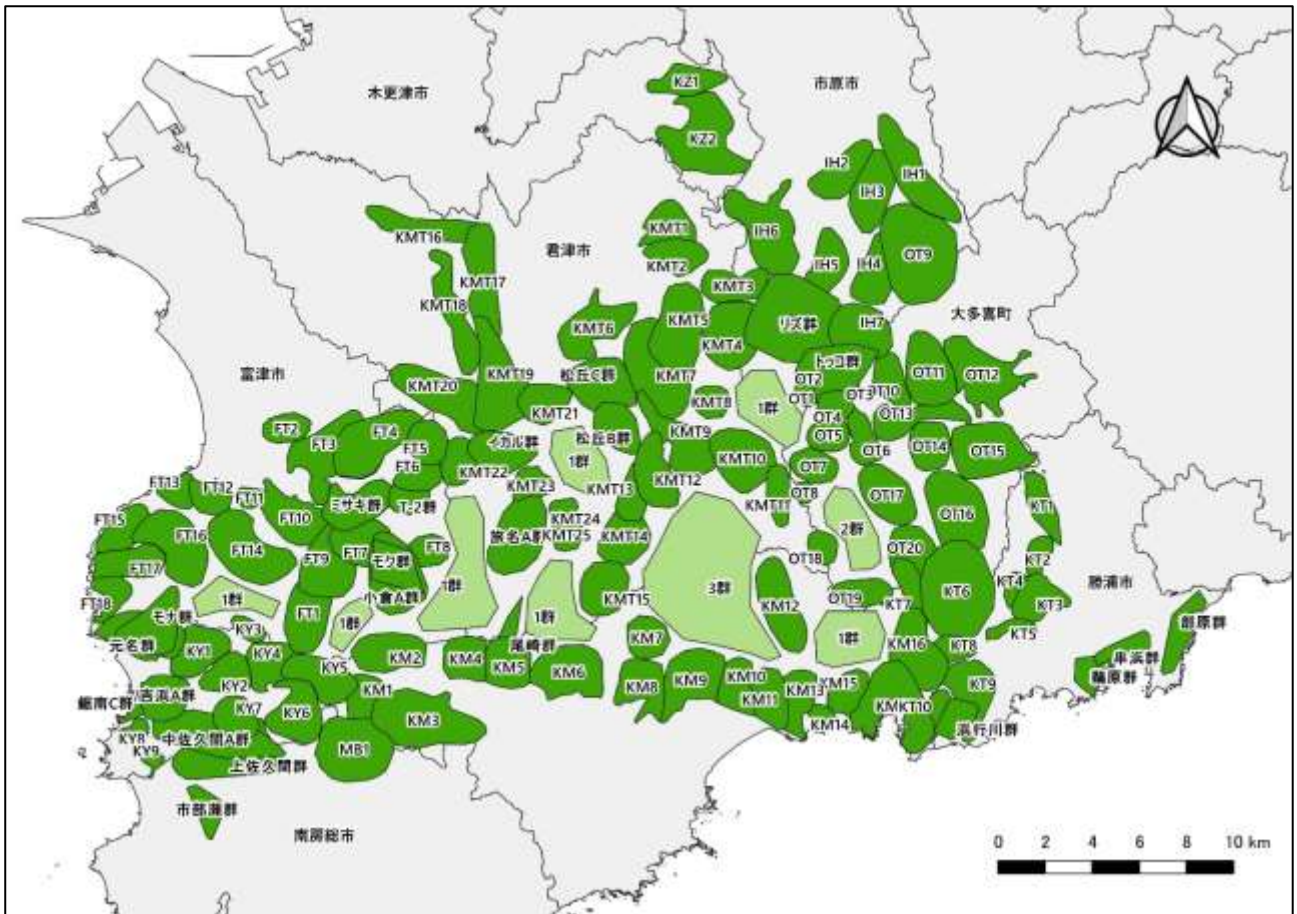 KZ1
木更津市
市原市
KZ2
IH2
IH1
IH3
KMT16
KMT1
IH6
君津市
KMT2
IH5
IH4
OT9
KMT17
KMT3
KMT18
大多喜町
KMT6
KMT5
リズ群
IH7
KMT4
トッコ群
富津市
KMT20
KMT19
松丘C群
KMT7
OT2
OT11
OT12
OT1
OT3
OT10
KMT21
KMT8
1群
OT4
OT13
FT2
FT3
FT4
FT5
イカル群
松丘B群
KMT9
OT5
OT14
OT15
FT6
1群
KMT10
OT6
OT7
KMT22
KMT12
FT13
FT12
FT11
ミサキ群
T-2群
KMT23
KMT13
KMT11
OT8
OT17
KT1
FT15
FT10
KMT24
OT16
FT16
KMT25
KMT14
2群
FT14
FT9
FT7
モク群
FT8
旅名A群
OT18
OT20
KT2
FT17
1群
3群
KT4
勝浦市
FT18
1群
小倉A群
KMT15
KM12
OT19
KT7
KT6
KT3
モナ群
FT1
1群
1群
部原群
元名群
KY3
尾崎群
KM7
1群
KM16
KT5
KY1
KY4
KM2
KM4
KM5
KM6
KT8
串浜群
KY5
KM10
鵜原群
鋸南C群
吉浜A群
KY2
KM1
KM8
KM9
KM13
KM15
KT9
KY7
KY6
KM3
KM11
KMKT10
KY8
中佐久間A群
KM14
浜行川群
KY9
MB1
上佐久間群
市部瀬群
南房総市
0 2 4 6 8 10 km